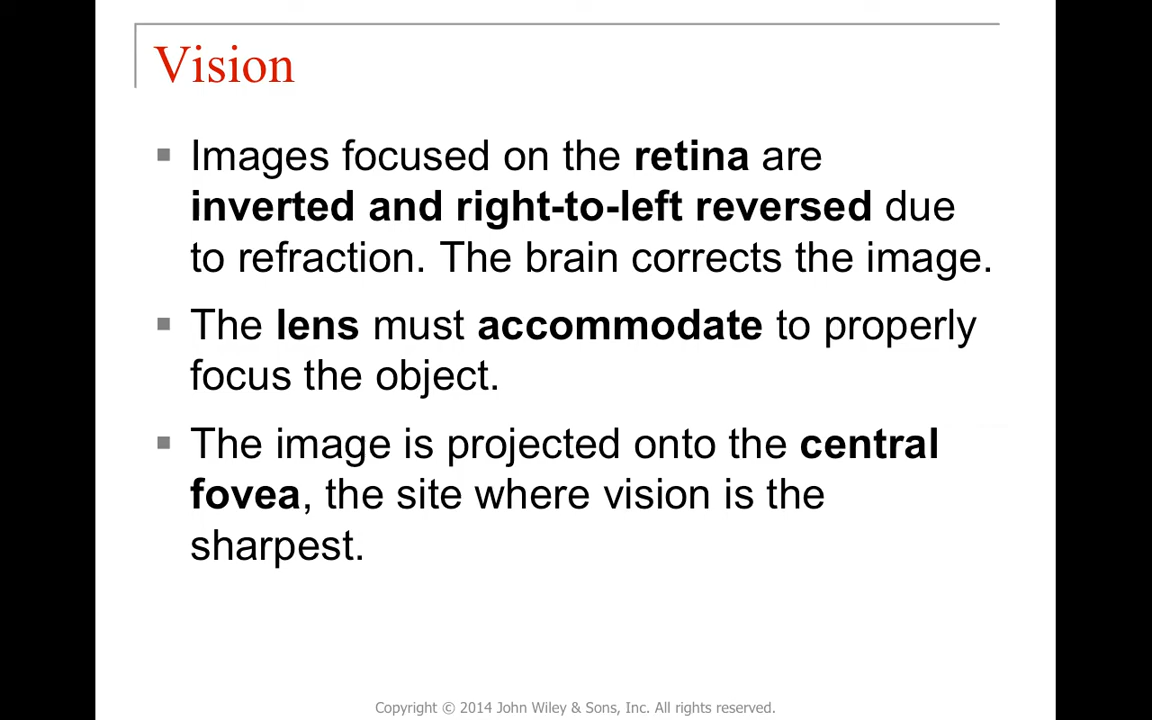 Vision
▪ Images focused on the retina are
inverted and right-to-left reversed due
to refraction. The brain corrects the image.
▪ The lens must accommodate to properly
focus the object.
▪ The image is projected onto the central
fovea, the site where vision is the
sharpest.
Copyright © 2014 John Wiley & Sons, Inc. All rights reserved.